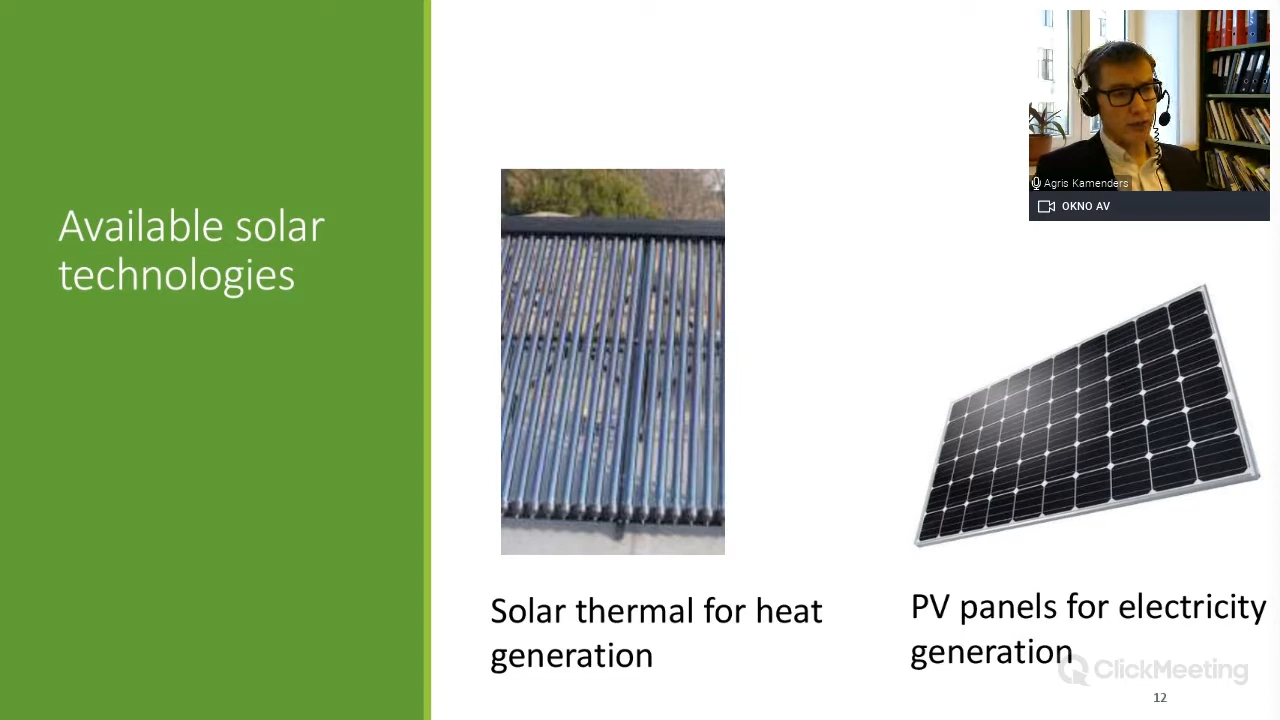 Available solar
technologies
Agris Kamenders
OKNO AV
Solar thermal for heat
generation
PV panels for electricity
generation
ClickMeeting
12